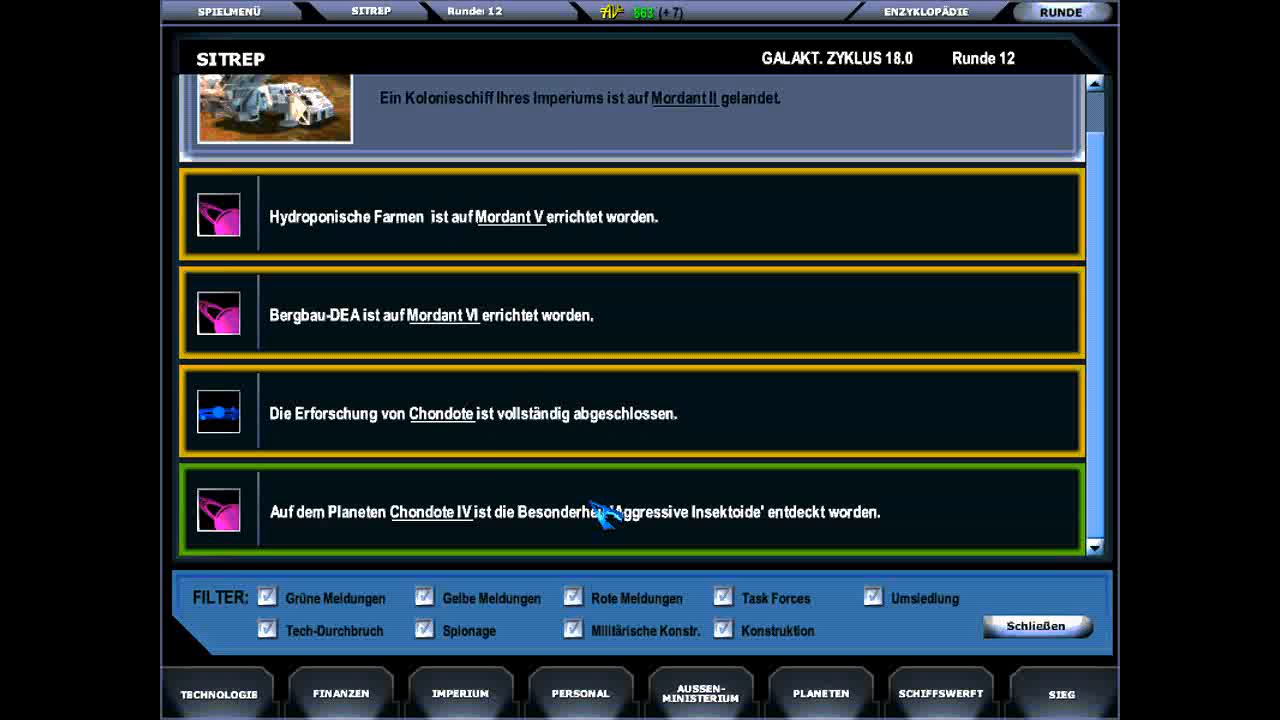 SPIELMENÜ SITREP Runde: 12 863 (+ 7) ENZYKLOPÄDIE RUNDE
SITREP GALAKT. ZYKLUS 18.0 Runde 12
Ein Kolonieschiff Ihres Imperiums ist auf Mordant II gelandet.
Hydroponische Farmen ist auf Mordant V errichtet worden.
Bergbau-DEA ist auf Mordant VI errichtet worden.
Die Erforschung von Chondote ist vollständig abgeschlossen.
Auf dem Planeten Chondote IV ist die 'Aggressive Insektoide' entdeckt worden.
FILTER: Grüne Meldungen Gelbe Meldungen Rote Meldungen Task Forces Umsiedlung
Tech-Durchbruch Spionage Militärische Konstr. Konstruktion Schließen
TECHNOLOGIE FINANZEN IMPERIUM PERSONAL AUSSEN-
MINISTERIUM PLANETEN SCHIFFSWERFT SIEG